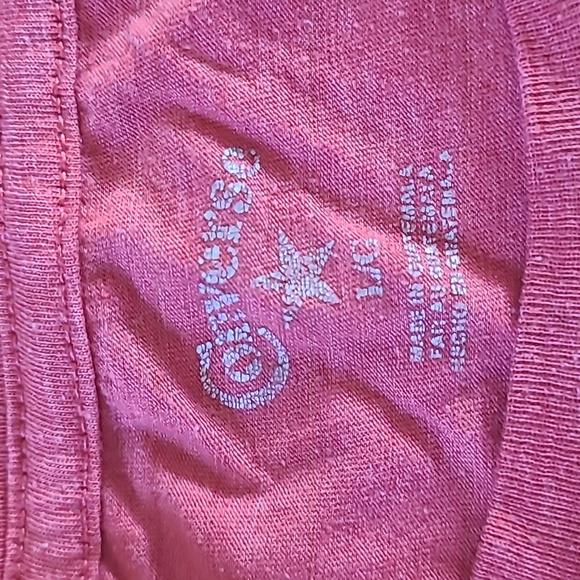 Converse
L/G
MADE IN GUATEMALA
FAIT AU GUATEMALA
HECHO EN GUATEMALA